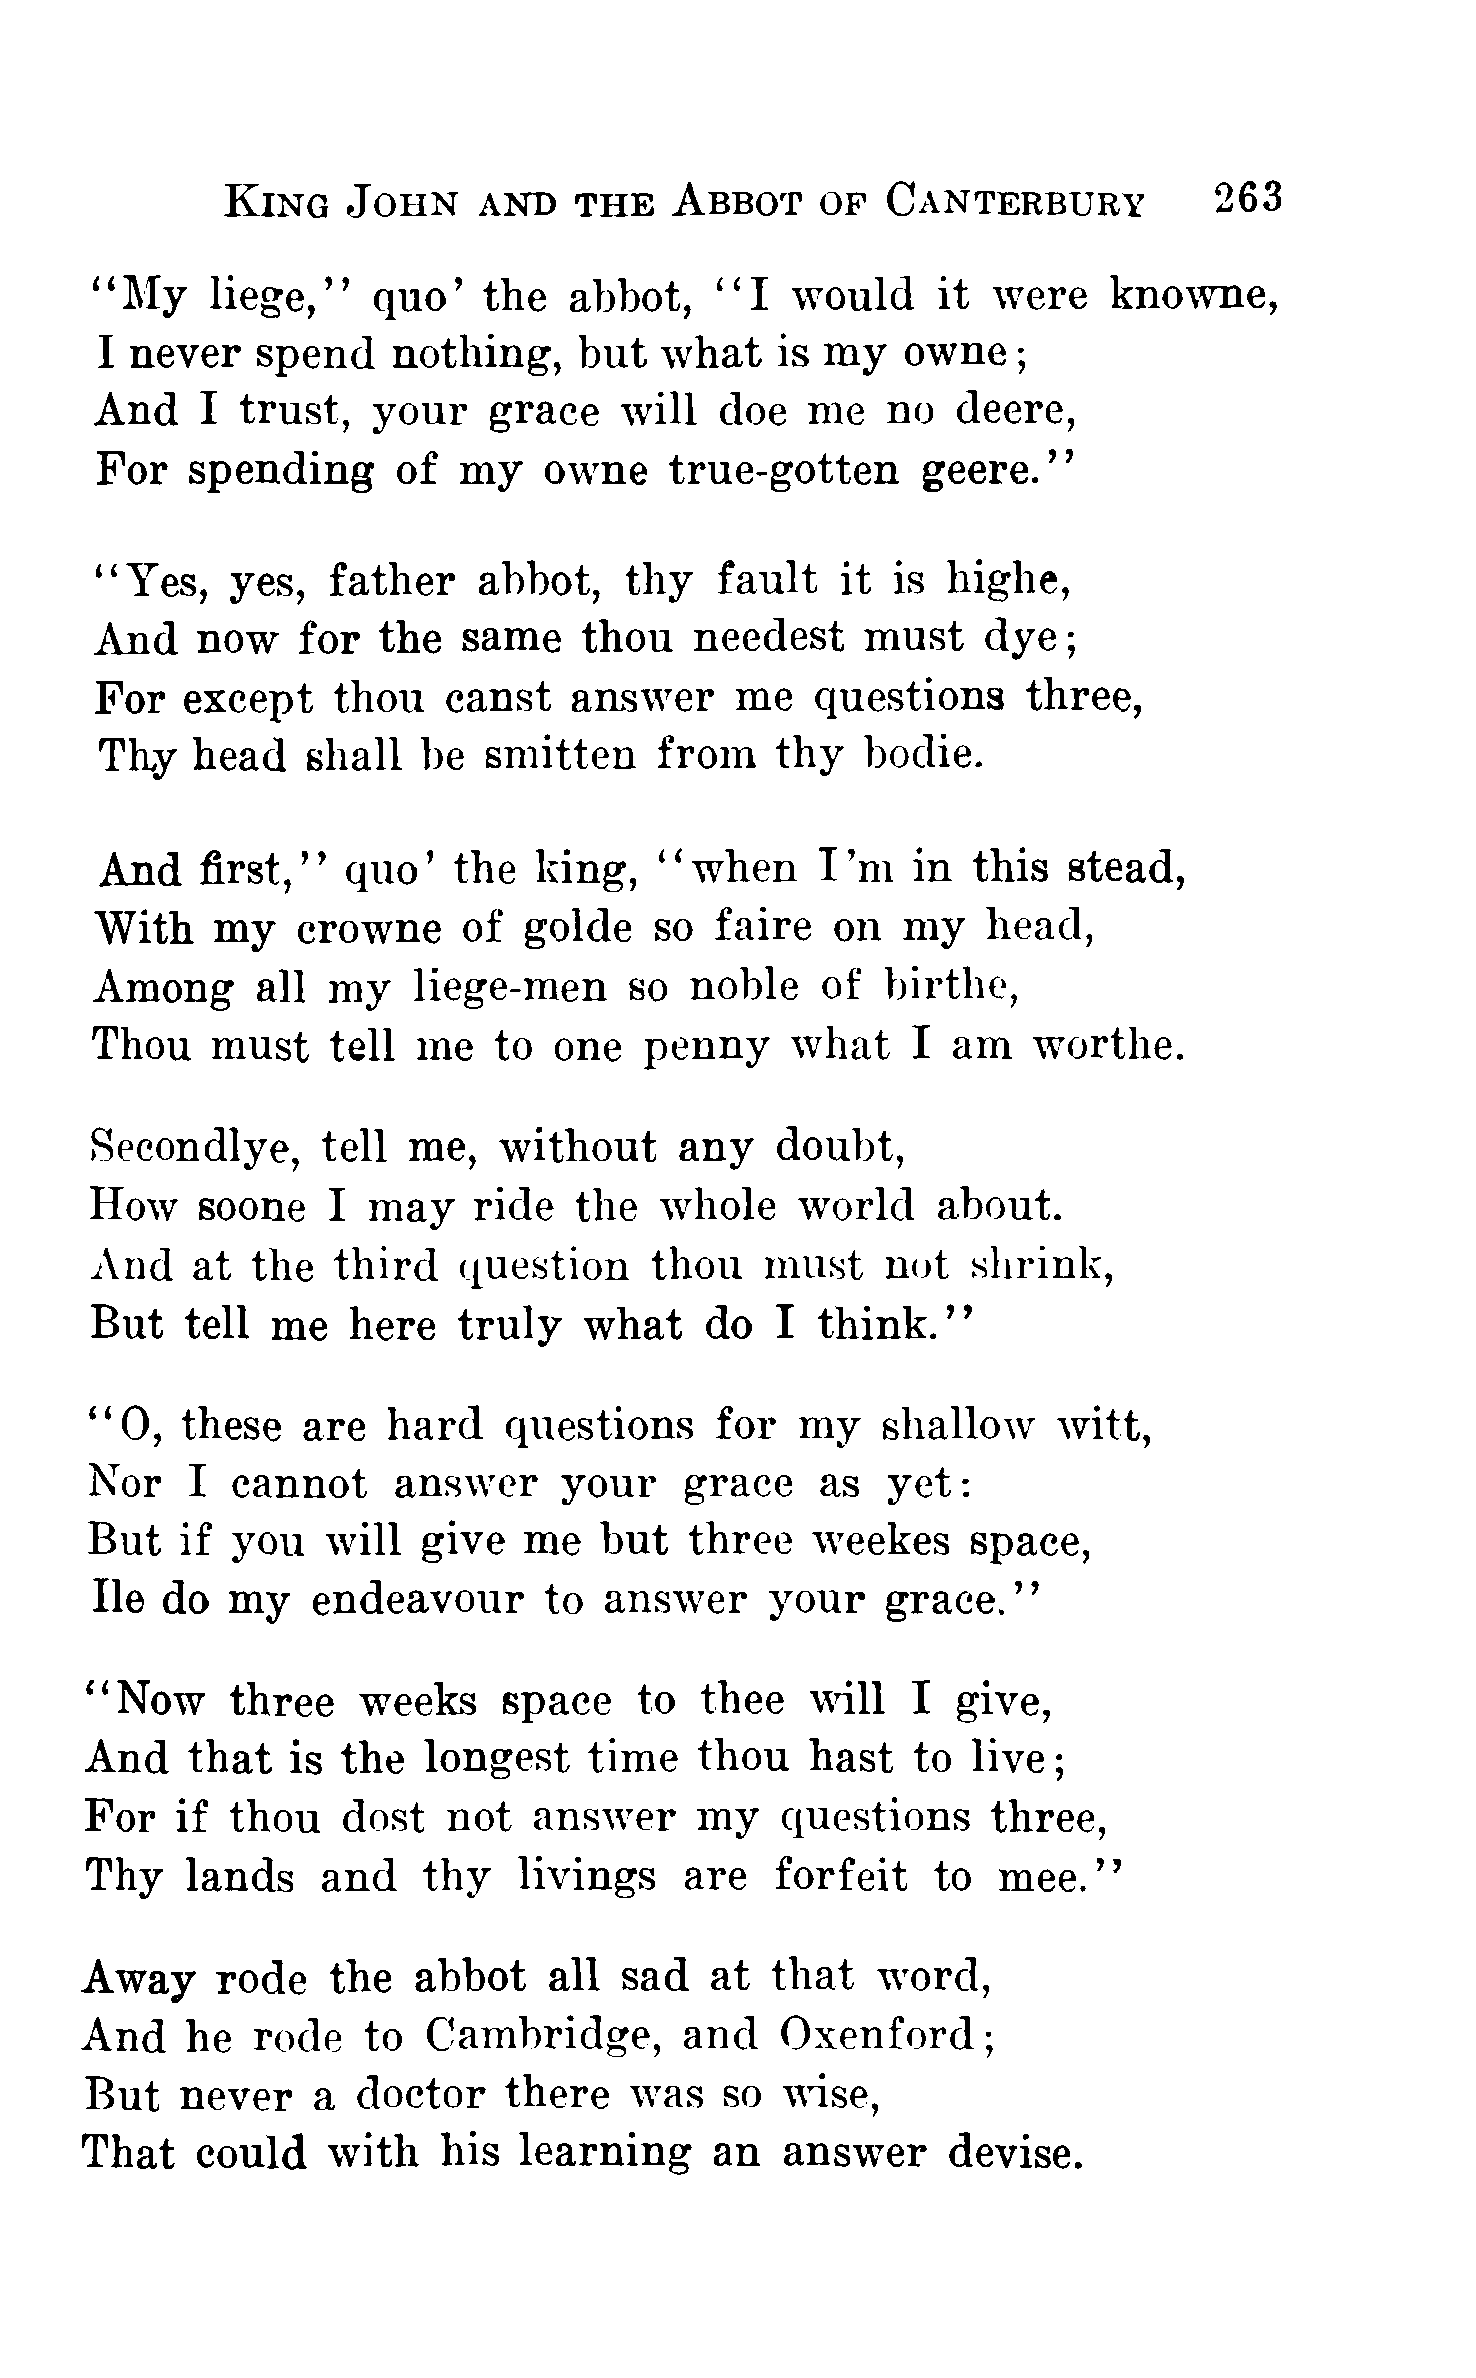 King John and the Abbot of Canterbury 263
"My liege," quo' the abbot, "I would it were knowne,
I never spend nothing, but what is my owne;
And I trust, your grace will doe me no deere,
For spending of my owne true-gotten geere."
"Yes, yes, father abbot, thy fault it is highe,
And now for the same thou needest must dye;
For except thou canst answer me questions three,
Thy head shall be smitten from thy bodie.
And first," quo' the king, "when I'm in this stead,
With my crowne of golde so faire on my head,
Among all my liege-men so noble of birthe,
Thou must tell me to one penny what I am worthe.
Secondlye, tell me, without any doubt,
How soone I may ride the whole world about.
And at the third question thou must not shrink,
But tell me here truly what do I think."
"O, these are hard questions for my shallow witt,
Nor I cannot answer your grace as yet:
But if you will give me but three weekes space,
Ile do my endeavour to answer your grace."
"Now three weeks space to thee will I give,
And that is the longest time thou hast to live;
For if thou dost not answer my questions three,
Thy lands and thy livings are forfeit to mee."
Away rode the abbot all sad at that word,
And he rode to Cambridge, and Oxenford;
But never a doctor there was so wise,
That could with his learning an answer devise.